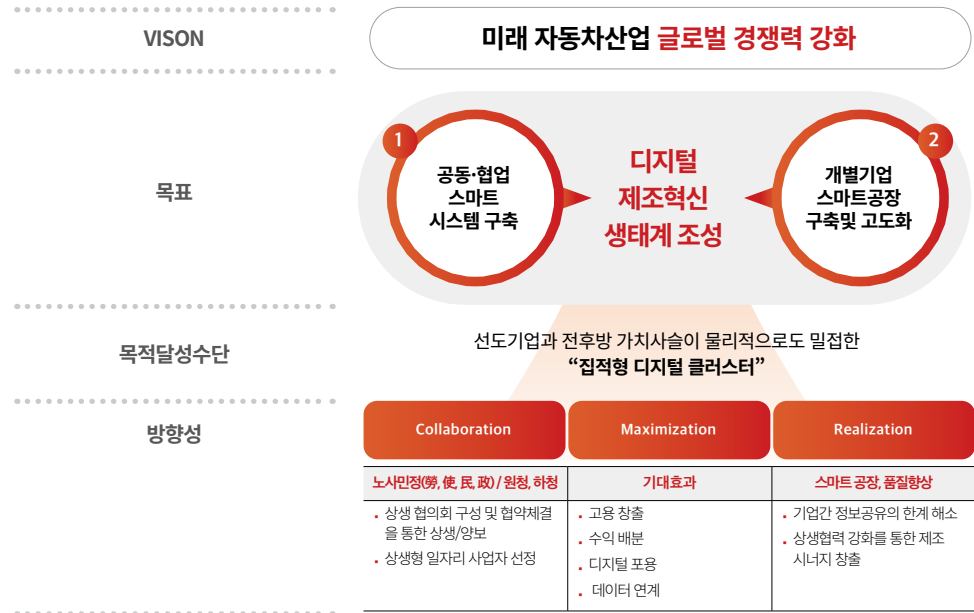 VISON
미래 자동차산업 글로벌 경쟁력 강화
목표
1
공동·협업
스마트
시스템 구축
디지털
제조혁신
생태계 조성
2
개별기업
스마트공장
구축및 고도화
목적달성수단
선도기업과 전후방 가치사슬이 물리적으로도 밀접한
“집적형 디지털 클러스터”
방향성
Collaboration
Maximization
Realization
노사민정(勞, 使, 民, 政) / 원청, 하청
기대효과
스마트 공장, 품질향상
상생 협의회 구성 및 협약체결
을 통한 상생/양보
상생형 일자리 사업자 선정
고용 창출
수익 배분
디지털 포용
데이터 연계
기업간 정보공유의 한계 해소
상생협력 강화를 통한 제조
시너지 창출